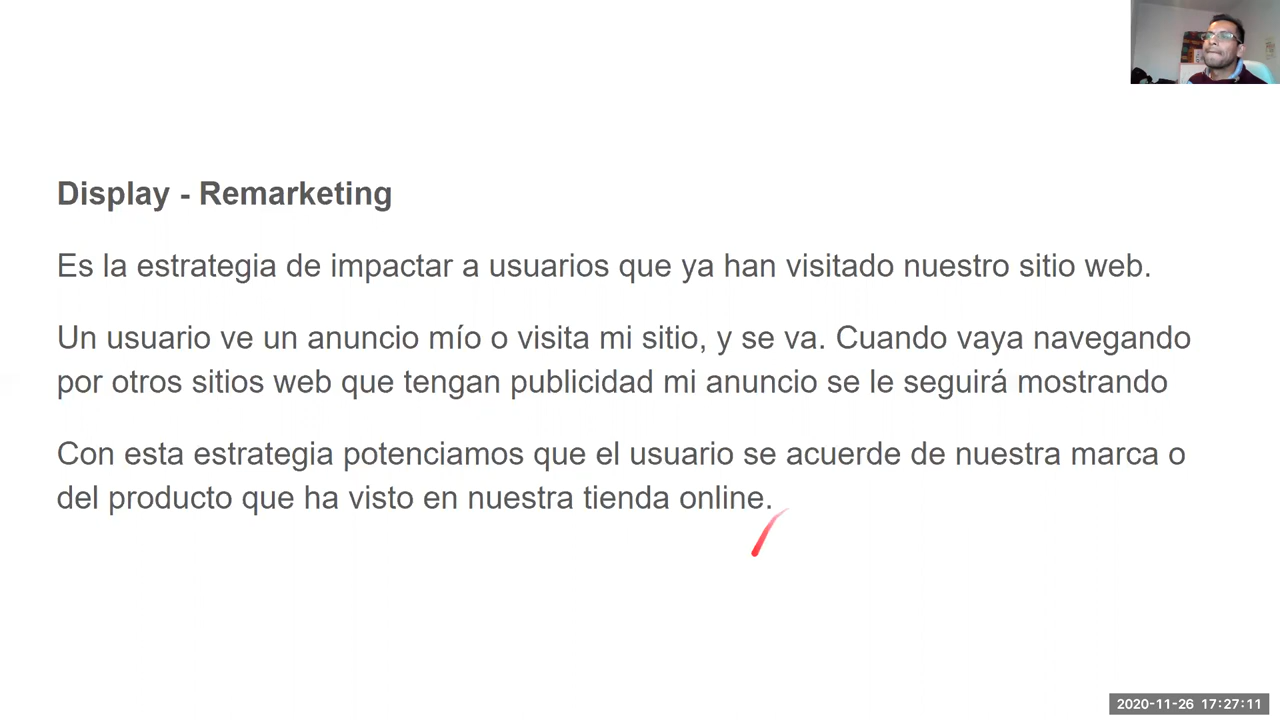 Display - Remarketing
Es la estrategia de impactar a usuarios que ya han visitado nuestro sitio web.
Un usuario ve un anuncio mío o visita mi sitio, y se va. Cuando vaya navegando
por otros sitios web que tengan publicidad mi anuncio se le seguirá mostrando
Con esta estrategia potenciamos que el usuario se acuerde de nuestra marca o
del producto que ha visto en nuestra tienda online.
2020-11-26 17:27:11